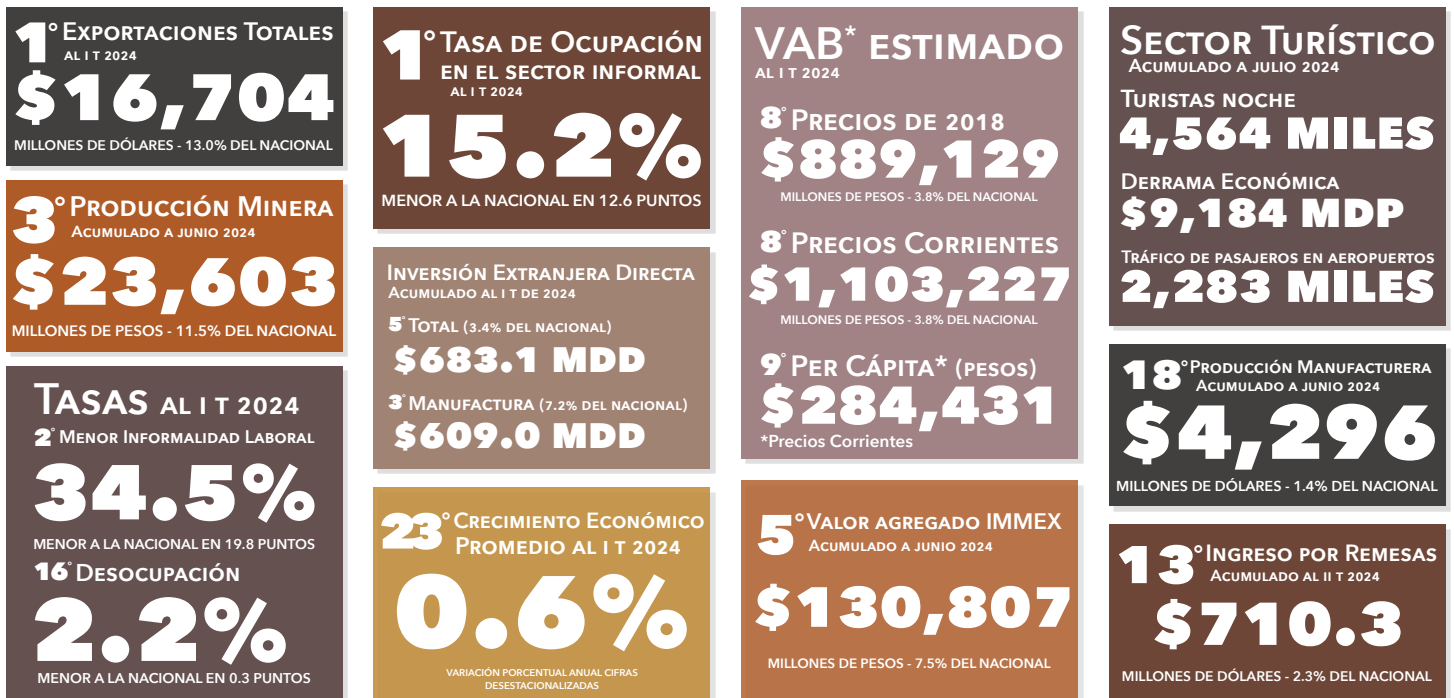 1° Exportaciones Totales
al I T 2024
$16,704
MILLONES DE DÓLARES - 13.0% DEL NACIONAL
3° Producción Minera
Acumulado a junio 2024
$23,603
MILLONES DE PESOS - 11.5% DEL NACIONAL
Tasas al I T 2024
2° Menor Informalidad Laboral
34.5%
MENOR A LA NACIONAL EN 19.8 PUNTOS
16° Desocupación
2.2%
MENOR A LA NACIONAL EN 0.3 PUNTOS
1° Tasa de Ocupación
en el sector informal
al I T 2024
15.2%
MENOR A LA NACIONAL EN 12.6 PUNTOS
Inversión Extranjera Directa
Acumulado al I T de 2024
5° Total (3.4% del nacional)
$683.1 MDD
3° Manufactura (7.2% del nacional)
$609.0 MDD
23° Crecimiento Económico
Promedio al I T 2024
0.6%
VARIACIÓN PORCENTUAL ANUAL CIFRAS
DESESTACIONALIZADAS
VAB* estimado
al I T 2024
8° Precios de 2018
$889,129
MILLONES DE PESOS - 3.8% DEL NACIONAL
8° Precios Corrientes
$1,103,227
MILLONES DE PESOS - 3.8% DEL NACIONAL
9° Per Cápita* (pesos)
$284,431
*Precios Corrientes
5° Valor agregado IMMEX
Acumulado a junio 2024
$130,807
MILLONES DE PESOS - 7.5% DEL NACIONAL
Sector Turístico
Acumulado a julio 2024
Turistas noche
4,564 MILES
Derrama Económica
$9,184 MDP
Tráfico de pasajeros en aeropuertos
2,283 MILES
18° Producción Manufacturera
Acumulado a junio 2024
$4,296
MILLONES DE DÓLARES - 1.4% DEL NACIONAL
13° Ingreso por Remesas
Acumulado al II T 2024
$710.3
MILLONES DE DÓLARES - 2.3% DEL NACIONAL